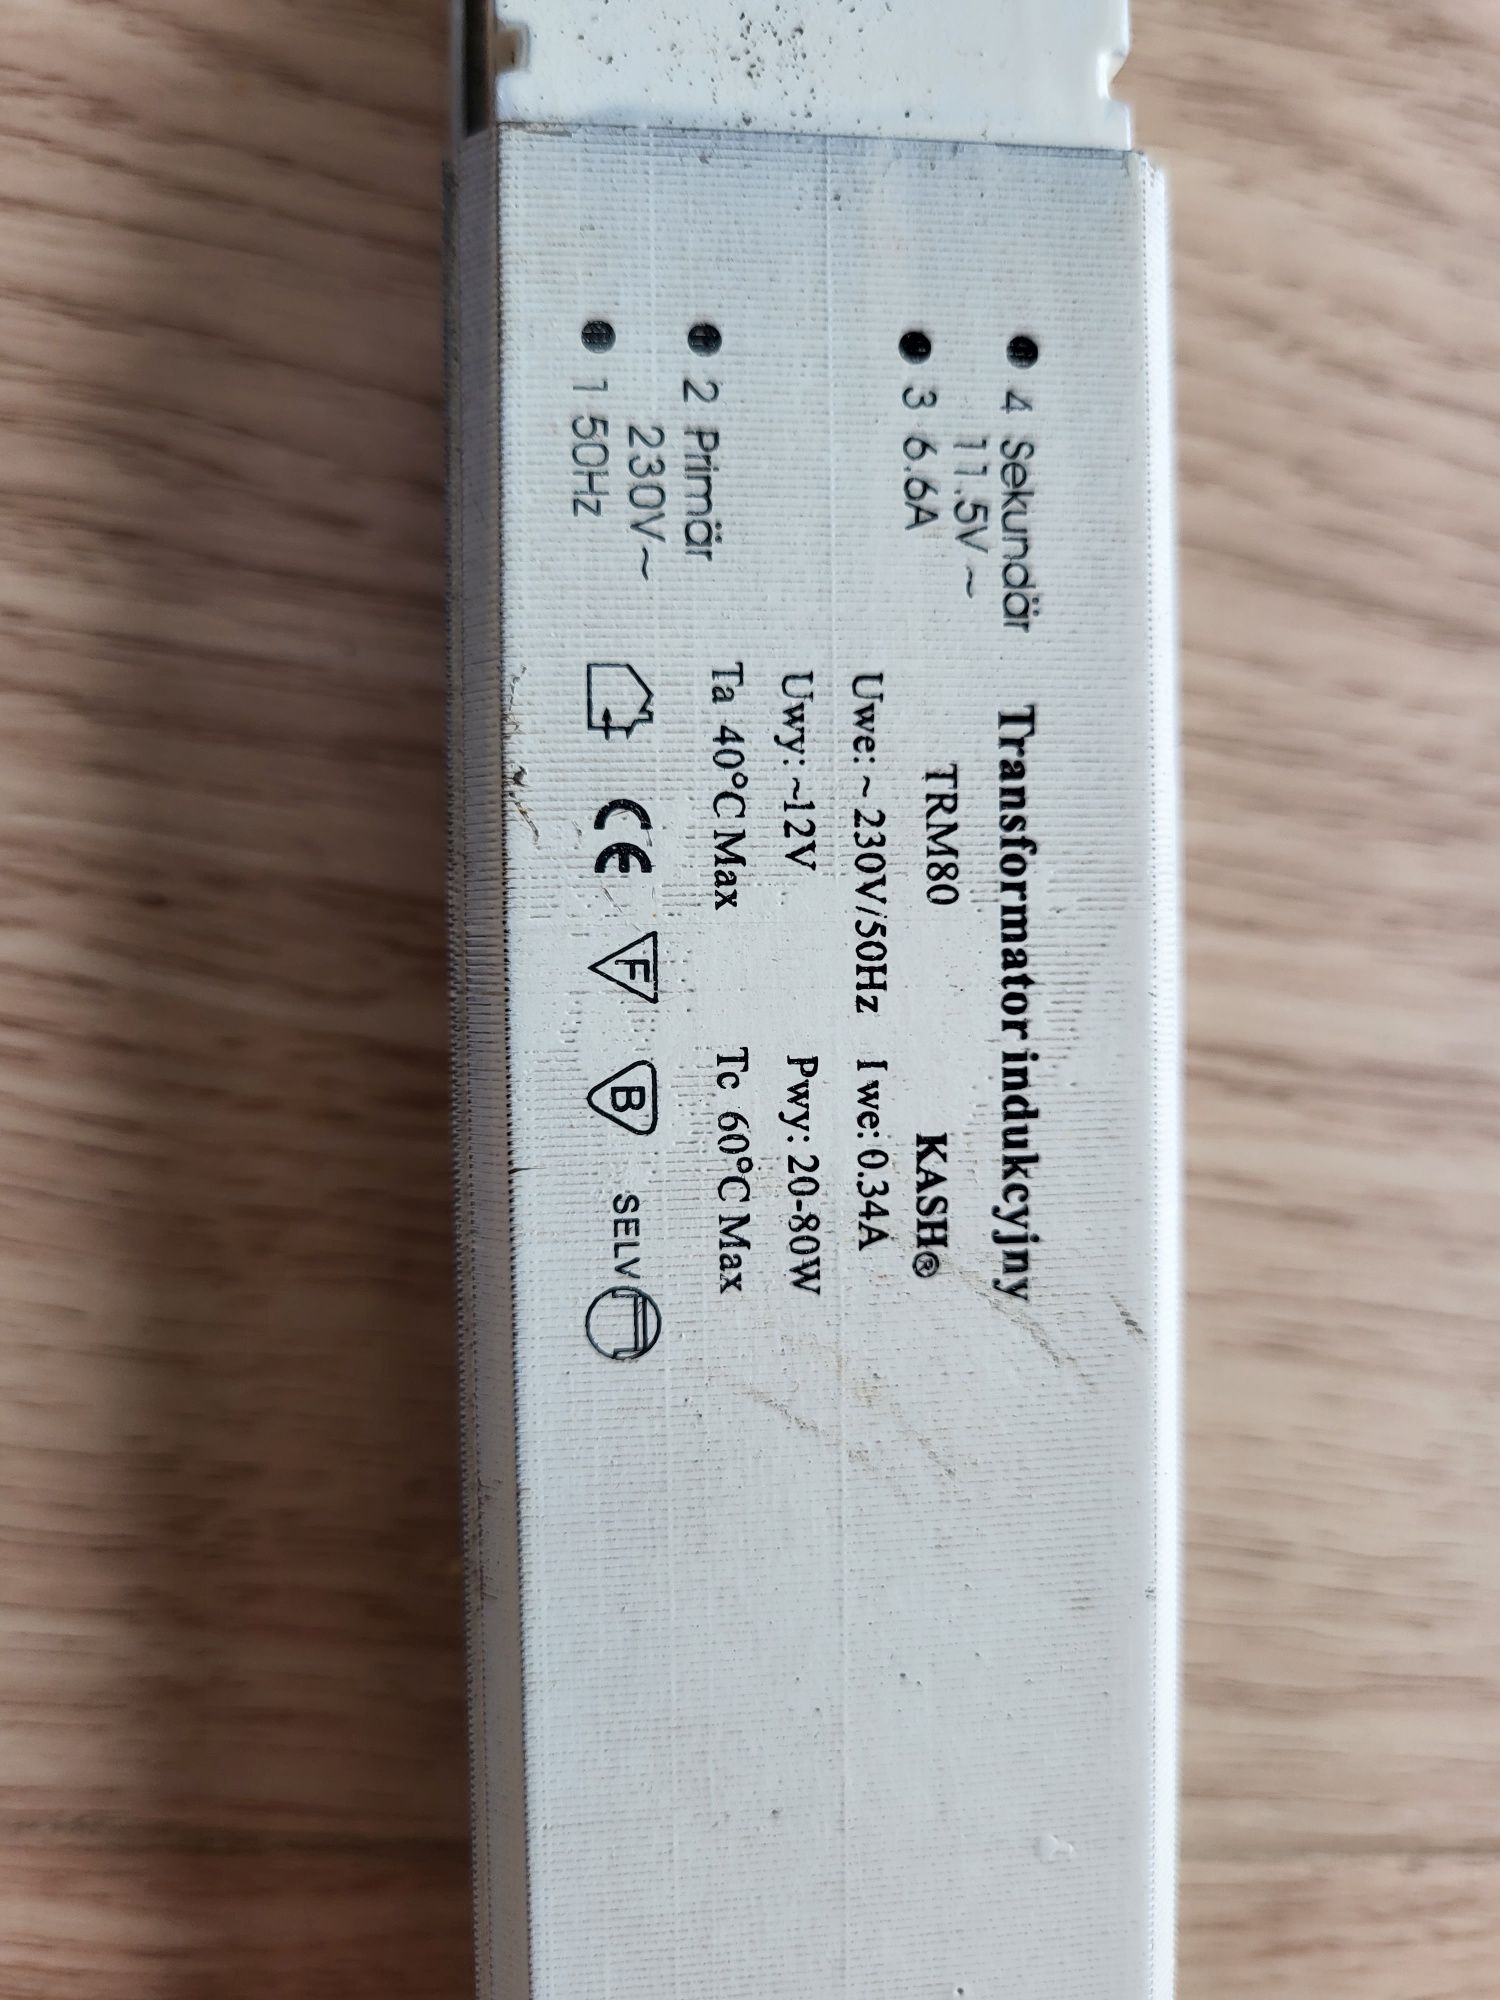 4 Sekundär
11.5V~
3 6.6A
2 Primär
230V~
1 50Hz
Transformator indukcyjny
TRM80 KASH®
Uwe: ~ 230V/50Hz I we: 0.34A
Uwy: ~12V Pwy: 20-80W
Ta 40°C Max Tc 60°C Max
CE F B SELV